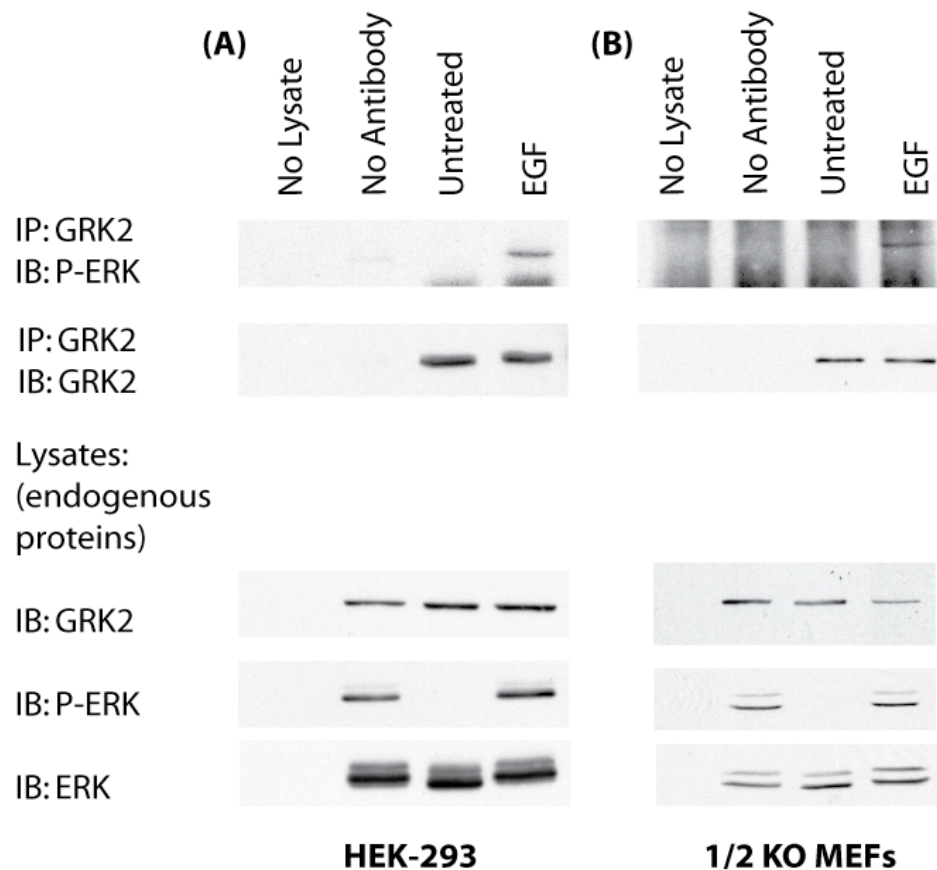 (A)
No Lysate
No Antibody
Untreated
EGF
(B)
No Lysate
No Antibody
Untreated
EGF
IP: GRK2
IB: P-ERK
IP: GRK2
IB: GRK2
Lysates:
(endogenous
proteins)
IB: GRK2
IB: P-ERK
IB: ERK
HEK-293
1/2 KO MEFs